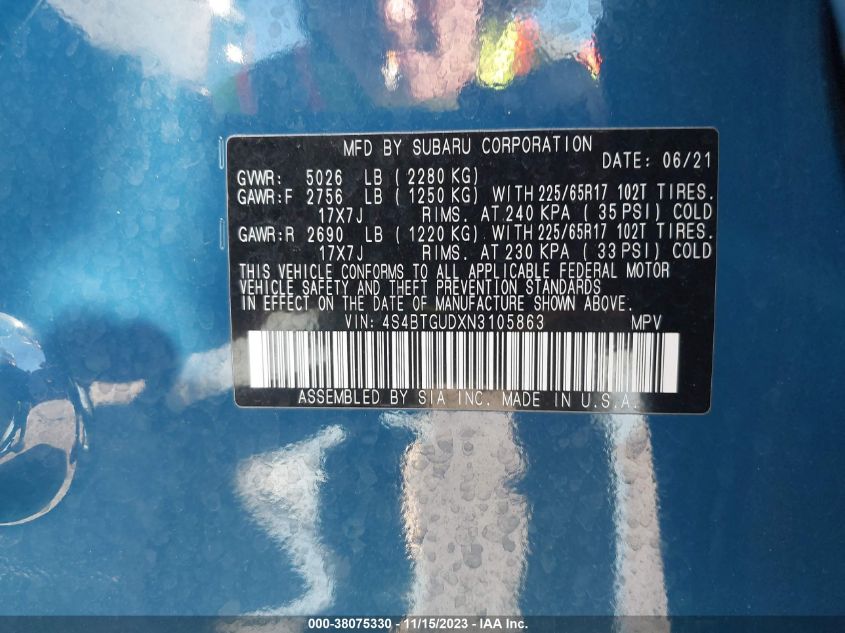 MFD BY SUBARU CORPORATION
DATE: 06/21
GVWR: 5026 LB ( 2280 KG)
GAWR:F 2756 LB ( 1250 KG) WITH 225/65R17 102T TIRES.
17X7J RIMS. AT 240 KPA ( 35 PSI) COLD
GAWR:R 2690 LB ( 1220 KG) WITH 225/65R17 102T TIRES.
17X7J RIMS. AT 230 KPA ( 33 PSI) COLD
THIS VEHICLE CONFORMS TO ALL APPLICABLE FEDERAL MOTOR
VEHICLE SAFETY AND THEFT PREVENTION STANDARDS
IN EFFECT ON THE DATE OF MANUFACTURE SHOWN ABOVE.
VIN: 4S4BTGUDXN3105863 MPV
ASSEMBLED BY SIA INC. MADE IN U.S.A.
000-38075330 - 11/15/2023 - IAA Inc.